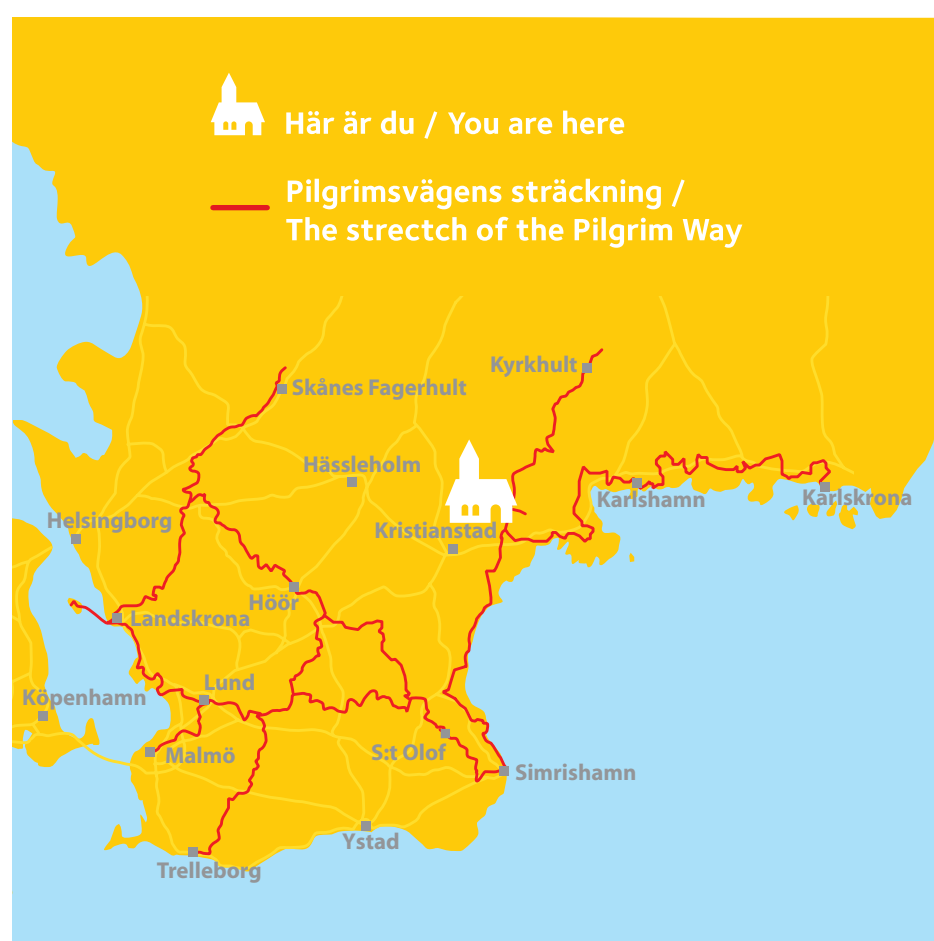 Här är du / You are here
Pilgrimsvägens sträckning /
The strectch of the Pilgrim Way
Kyrkhult
Skånes Fagerhult
Hässleholm
Karlshamn
Karlskrona
Helsingborg
Kristianstad
Höör
Landskrona
Lund
Köpenhamn
S:t Olof
Malmö
Simrishamn
Ystad
Trelleborg